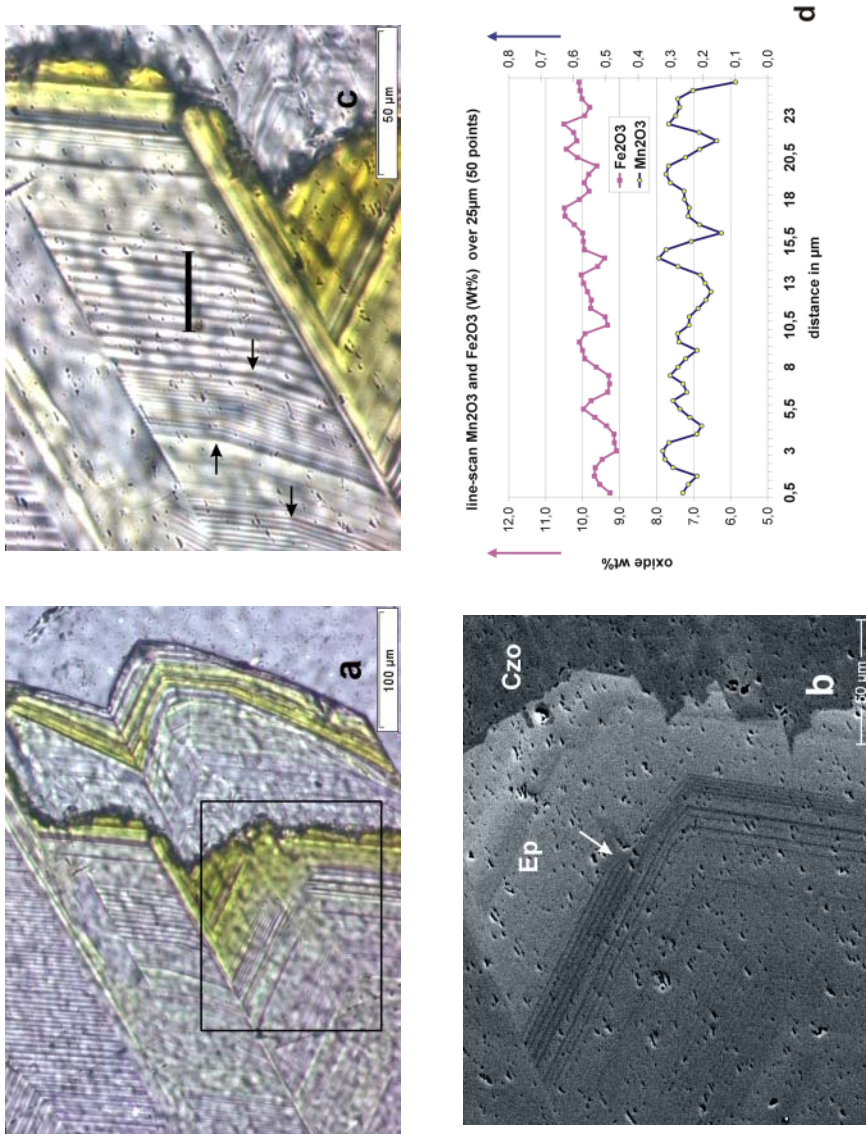 a
100 µm
b
Ep
Czo
50 µm
c
50 µm
line-scan Mn2O3 and Fe2O3 (Wt%) over 25µm (50 points)
12,0
11,0
10,0
9,0
8,0
7,0
6,0
5,0
oxide wt%
Fe2O3
Mn2O3
0,8
0,7
0,6
0,5
0,4
0,3
0,2
0,1
0,0
0,5 3 5,5 8 10,5 13 15,5 18 20,5 23
distance in µm
d